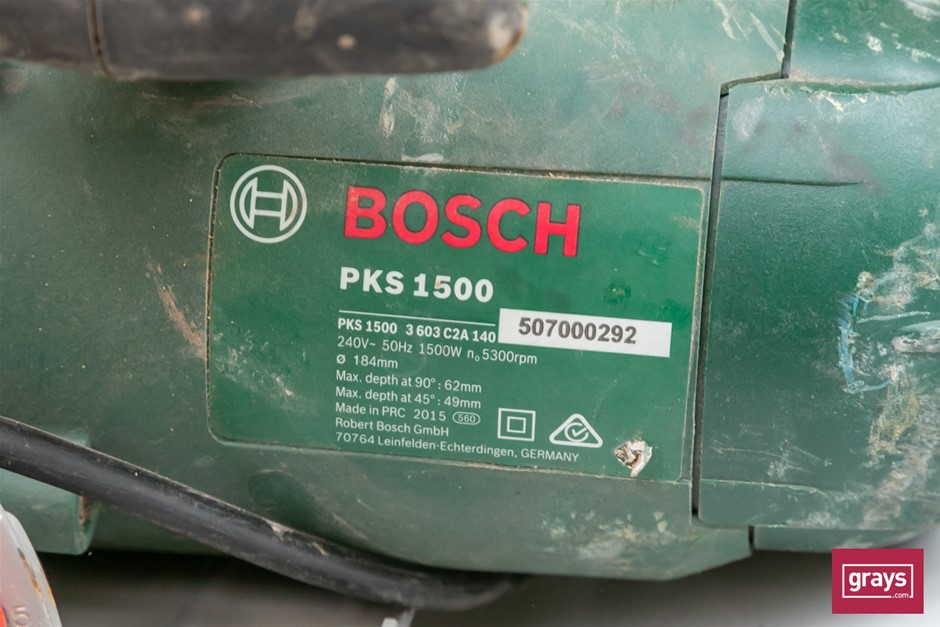 BOSCH
PKS 1500
PKS 1500 3 603 C2A 140 507000292
240V~ 50Hz 1500W n₀ 5300rpm
Ø 184mm
Max. depth at 90° : 62mm
Max. depth at 45° : 49mm
Made in PRC 2015 560
Robert Bosch GmbH
70764 Leinfelden-Echterdingen, GERMANY
5
grays
.com